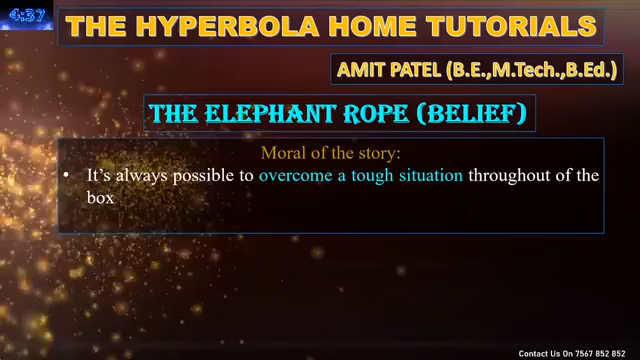 4:37
THE HYPERBOLA HOME TUTORIALS
AMIT PATEL (B.E.,M.Tech.,B.Ed.)
THE ELEPHANT ROPE (BELIEF)
Moral of the story:
• It's always possible to overcome a tough situation throughout of the
box
Contact Us On 7567 852 852